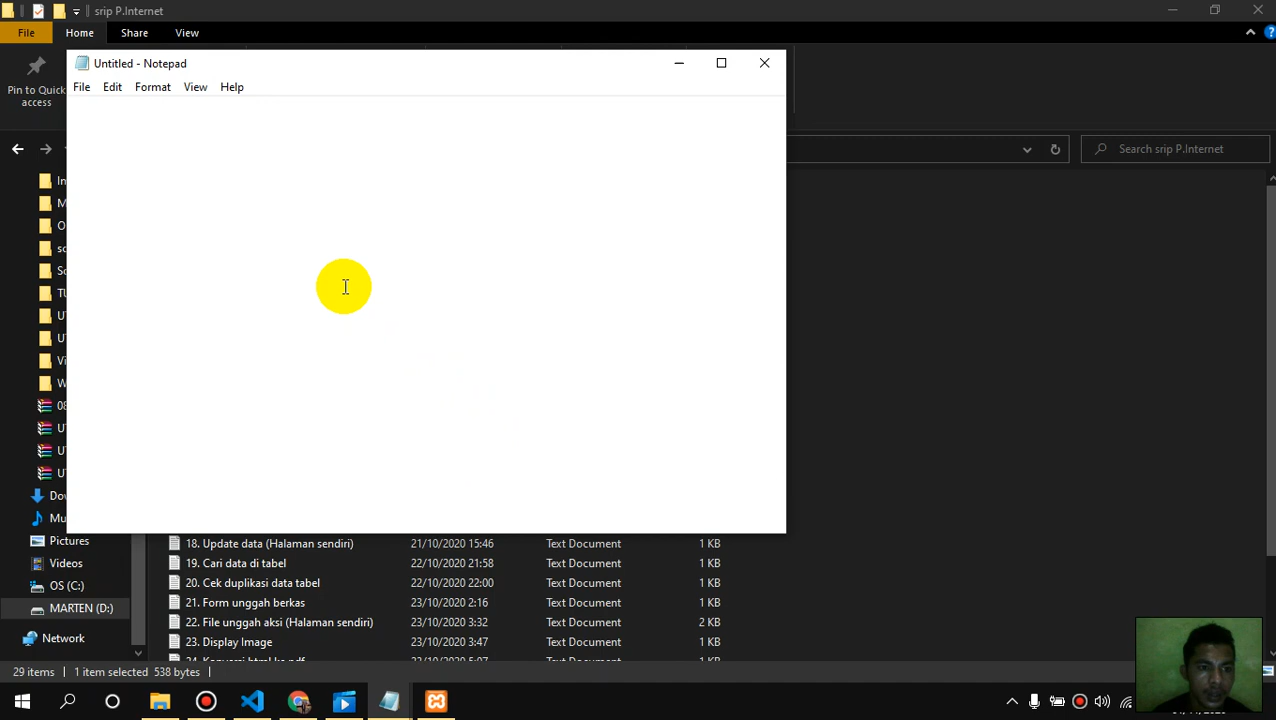 srip P.Internet
File
Home
Share
View
Untitled - Notepad
File
Edit
Format
View
Help
Pin to Quick
access
Search srip P.Internet
Pictures
Videos
OS (C:)
MARTEN (D:)
Network
18. Update data (Halaman sendiri) 21/10/2020 15:46 Text Document 1 KB
19. Cari data di tabel 22/10/2020 21:58 Text Document 1 KB
20. Cek duplikasi data tabel 22/10/2020 22:00 Text Document 1 KB
21. Form unggah berkas 23/10/2020 2:16 Text Document 1 KB
22. File unggah aksi (Halaman sendiri) 23/10/2020 3:32 Text Document 2 KB
23. Display Image 23/10/2020 3:47 Text Document 1 KB
29 items
1 item selected 538 bytes